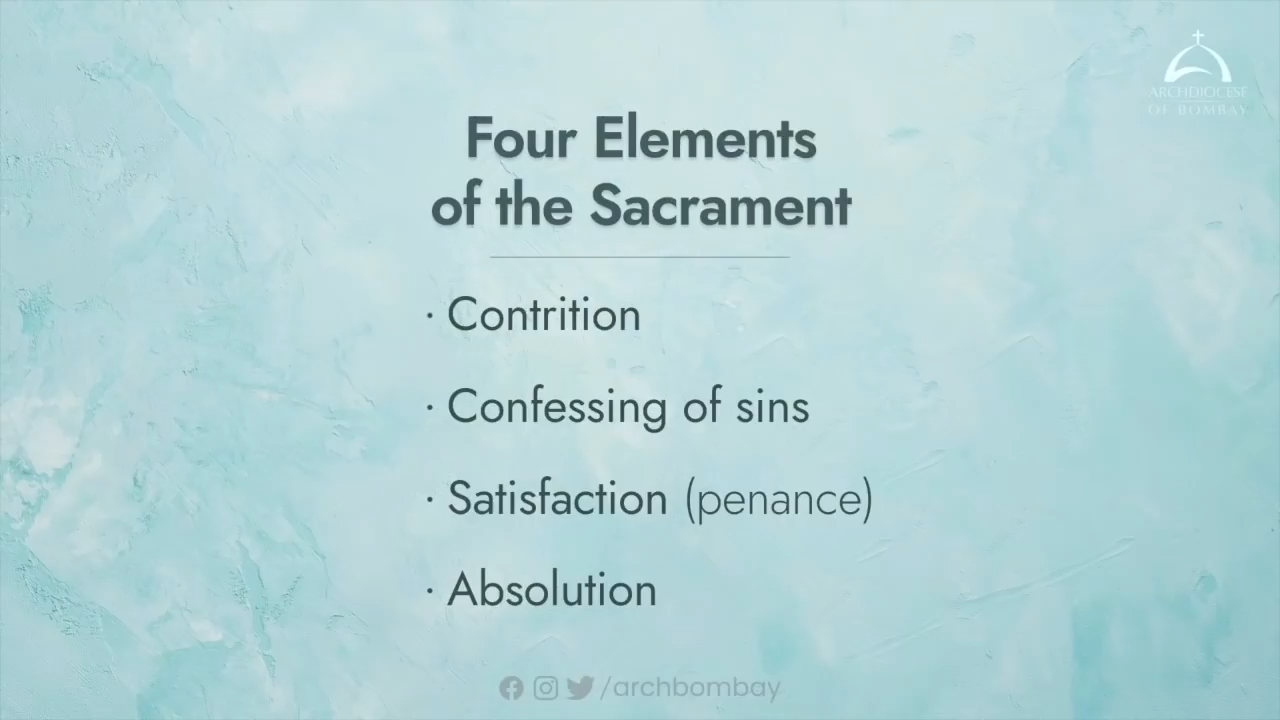 ARCHDIOCESE
OF BOMBAY
Four Elements
of the Sacrament
· Contrition
· Confessing of sins
· Satisfaction (penance)
· Absolution
/archbombay